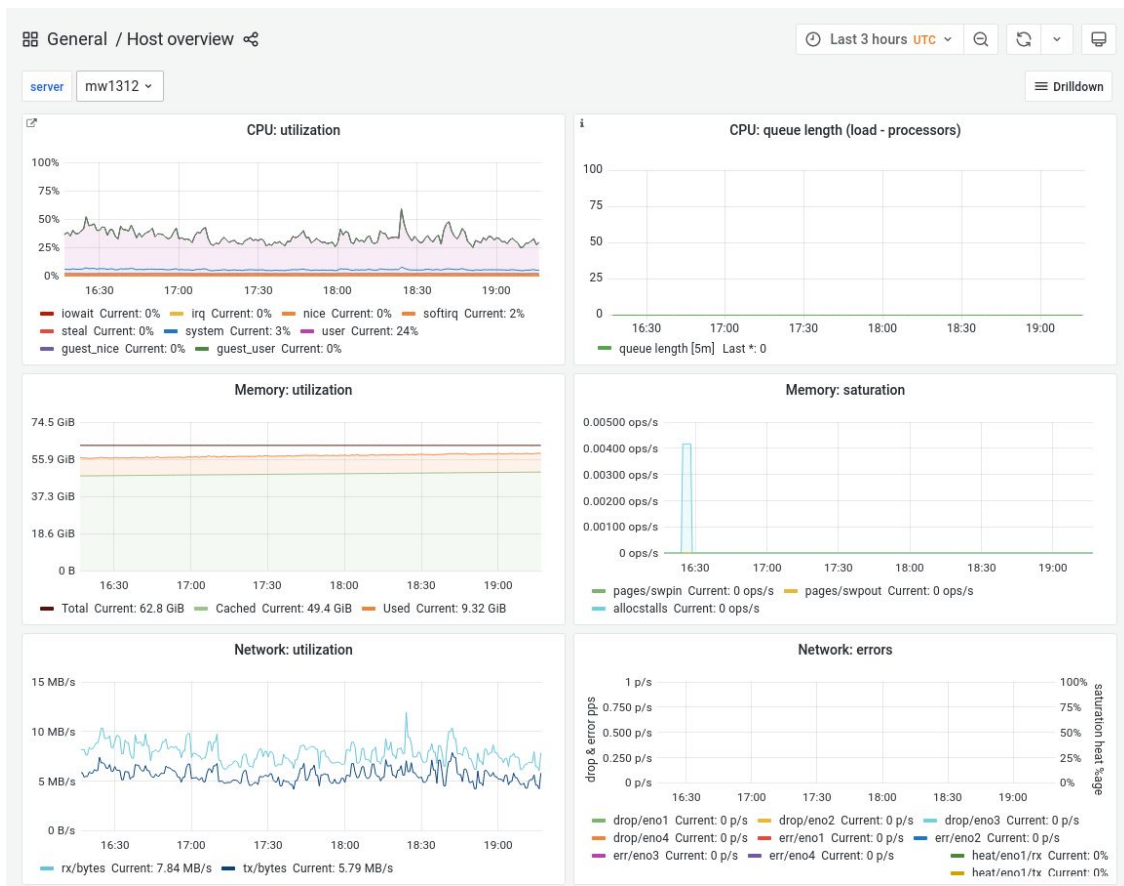 General / Host overview
Last 3 hours UTC
server mw1312
Drilldown
CPU: utilization
100%
75%
50%
25%
0%
16:30 17:00 17:30 18:00 18:30 19:00
iowait Current: 0% irq Current: 0% nice Current: 0% softirq Current: 2%
steal Current: 0% system Current: 3% user Current: 24%
guest_nice Current: 0% guest_user Current: 0%
i
CPU: queue length (load - processors)
100
75
50
25
0
16:30 17:00 17:30 18:00 18:30 19:00
queue length [5m] Last *: 0
Memory: utilization
74.5 GiB
55.9 GiB
37.3 GiB
18.6 GiB
0 B
16:30 17:00 17:30 18:00 18:30 19:00
Total Current: 62.8 GiB Cached Current: 49.4 GiB Used Current: 9.32 GiB
Memory: saturation
0.00500 ops/s
0.00400 ops/s
0.00300 ops/s
0.00200 ops/s
0.00100 ops/s
0 ops/s
16:30 17:00 17:30 18:00 18:30 19:00
pages/swpin Current: 0 ops/s pages/swpout Current: 0 ops/s
allocstalls Current: 0 ops/s
Network: utilization
15 MB/s
10 MB/s
5 MB/s
0 B/s
16:30 17:00 17:30 18:00 18:30 19:00
rx/bytes Current: 7.84 MB/s tx/bytes Current: 5.79 MB/s
Network: errors
drop & error pps
1 p/s
0.750 p/s
0.500 p/s
0.250 p/s
0 p/s
100%
75%
50%
25%
0%
saturation heat %age
16:30 17:00 17:30 18:00 18:30 19:00
drop/eno1 Current: 0 p/s drop/eno2 Current: 0 p/s drop/eno3 Current: 0 p/s
drop/eno4 Current: 0 p/s err/eno1 Current: 0 p/s err/eno2 Current: 0 p/s
err/eno3 Current: 0 p/s err/eno4 Current: 0 p/s heat/eno1/rx Current: 0%
heat/eno1/tx Current: 0%